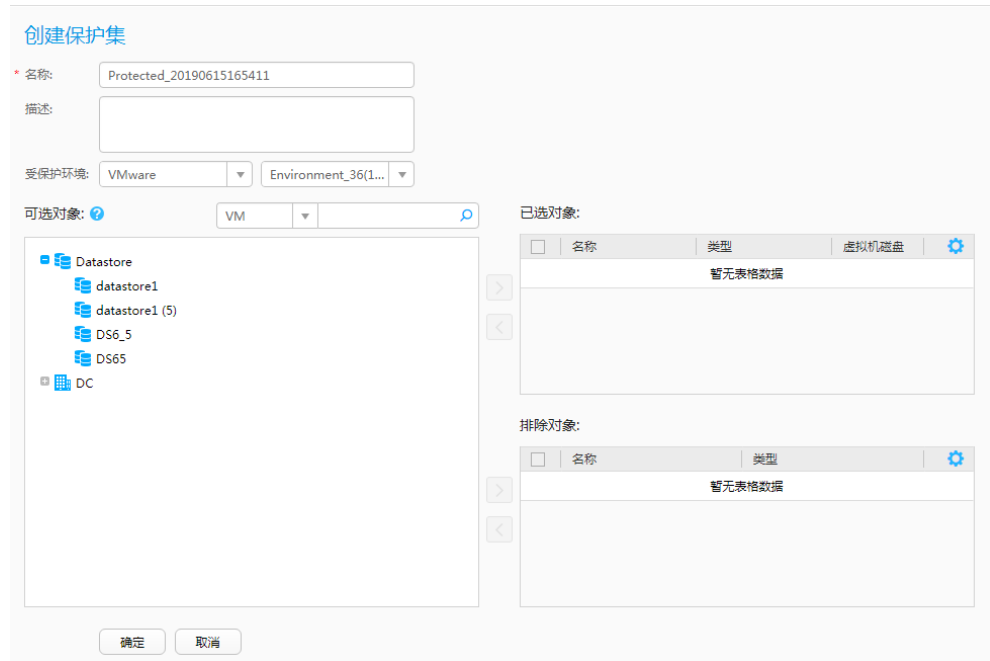 创建保护集
* 名称: Protected_20190615165411
描述:
受保护环境: VMware Environment_36(1...
可选对象: ? VM
Datastore
datastore1
datastore1 (5)
DS6_5
DS65
DC
已选对象:
名称 类型 虚拟机磁盘
暂无表格数据
排除对象:
名称 类型
暂无表格数据
确定 取消